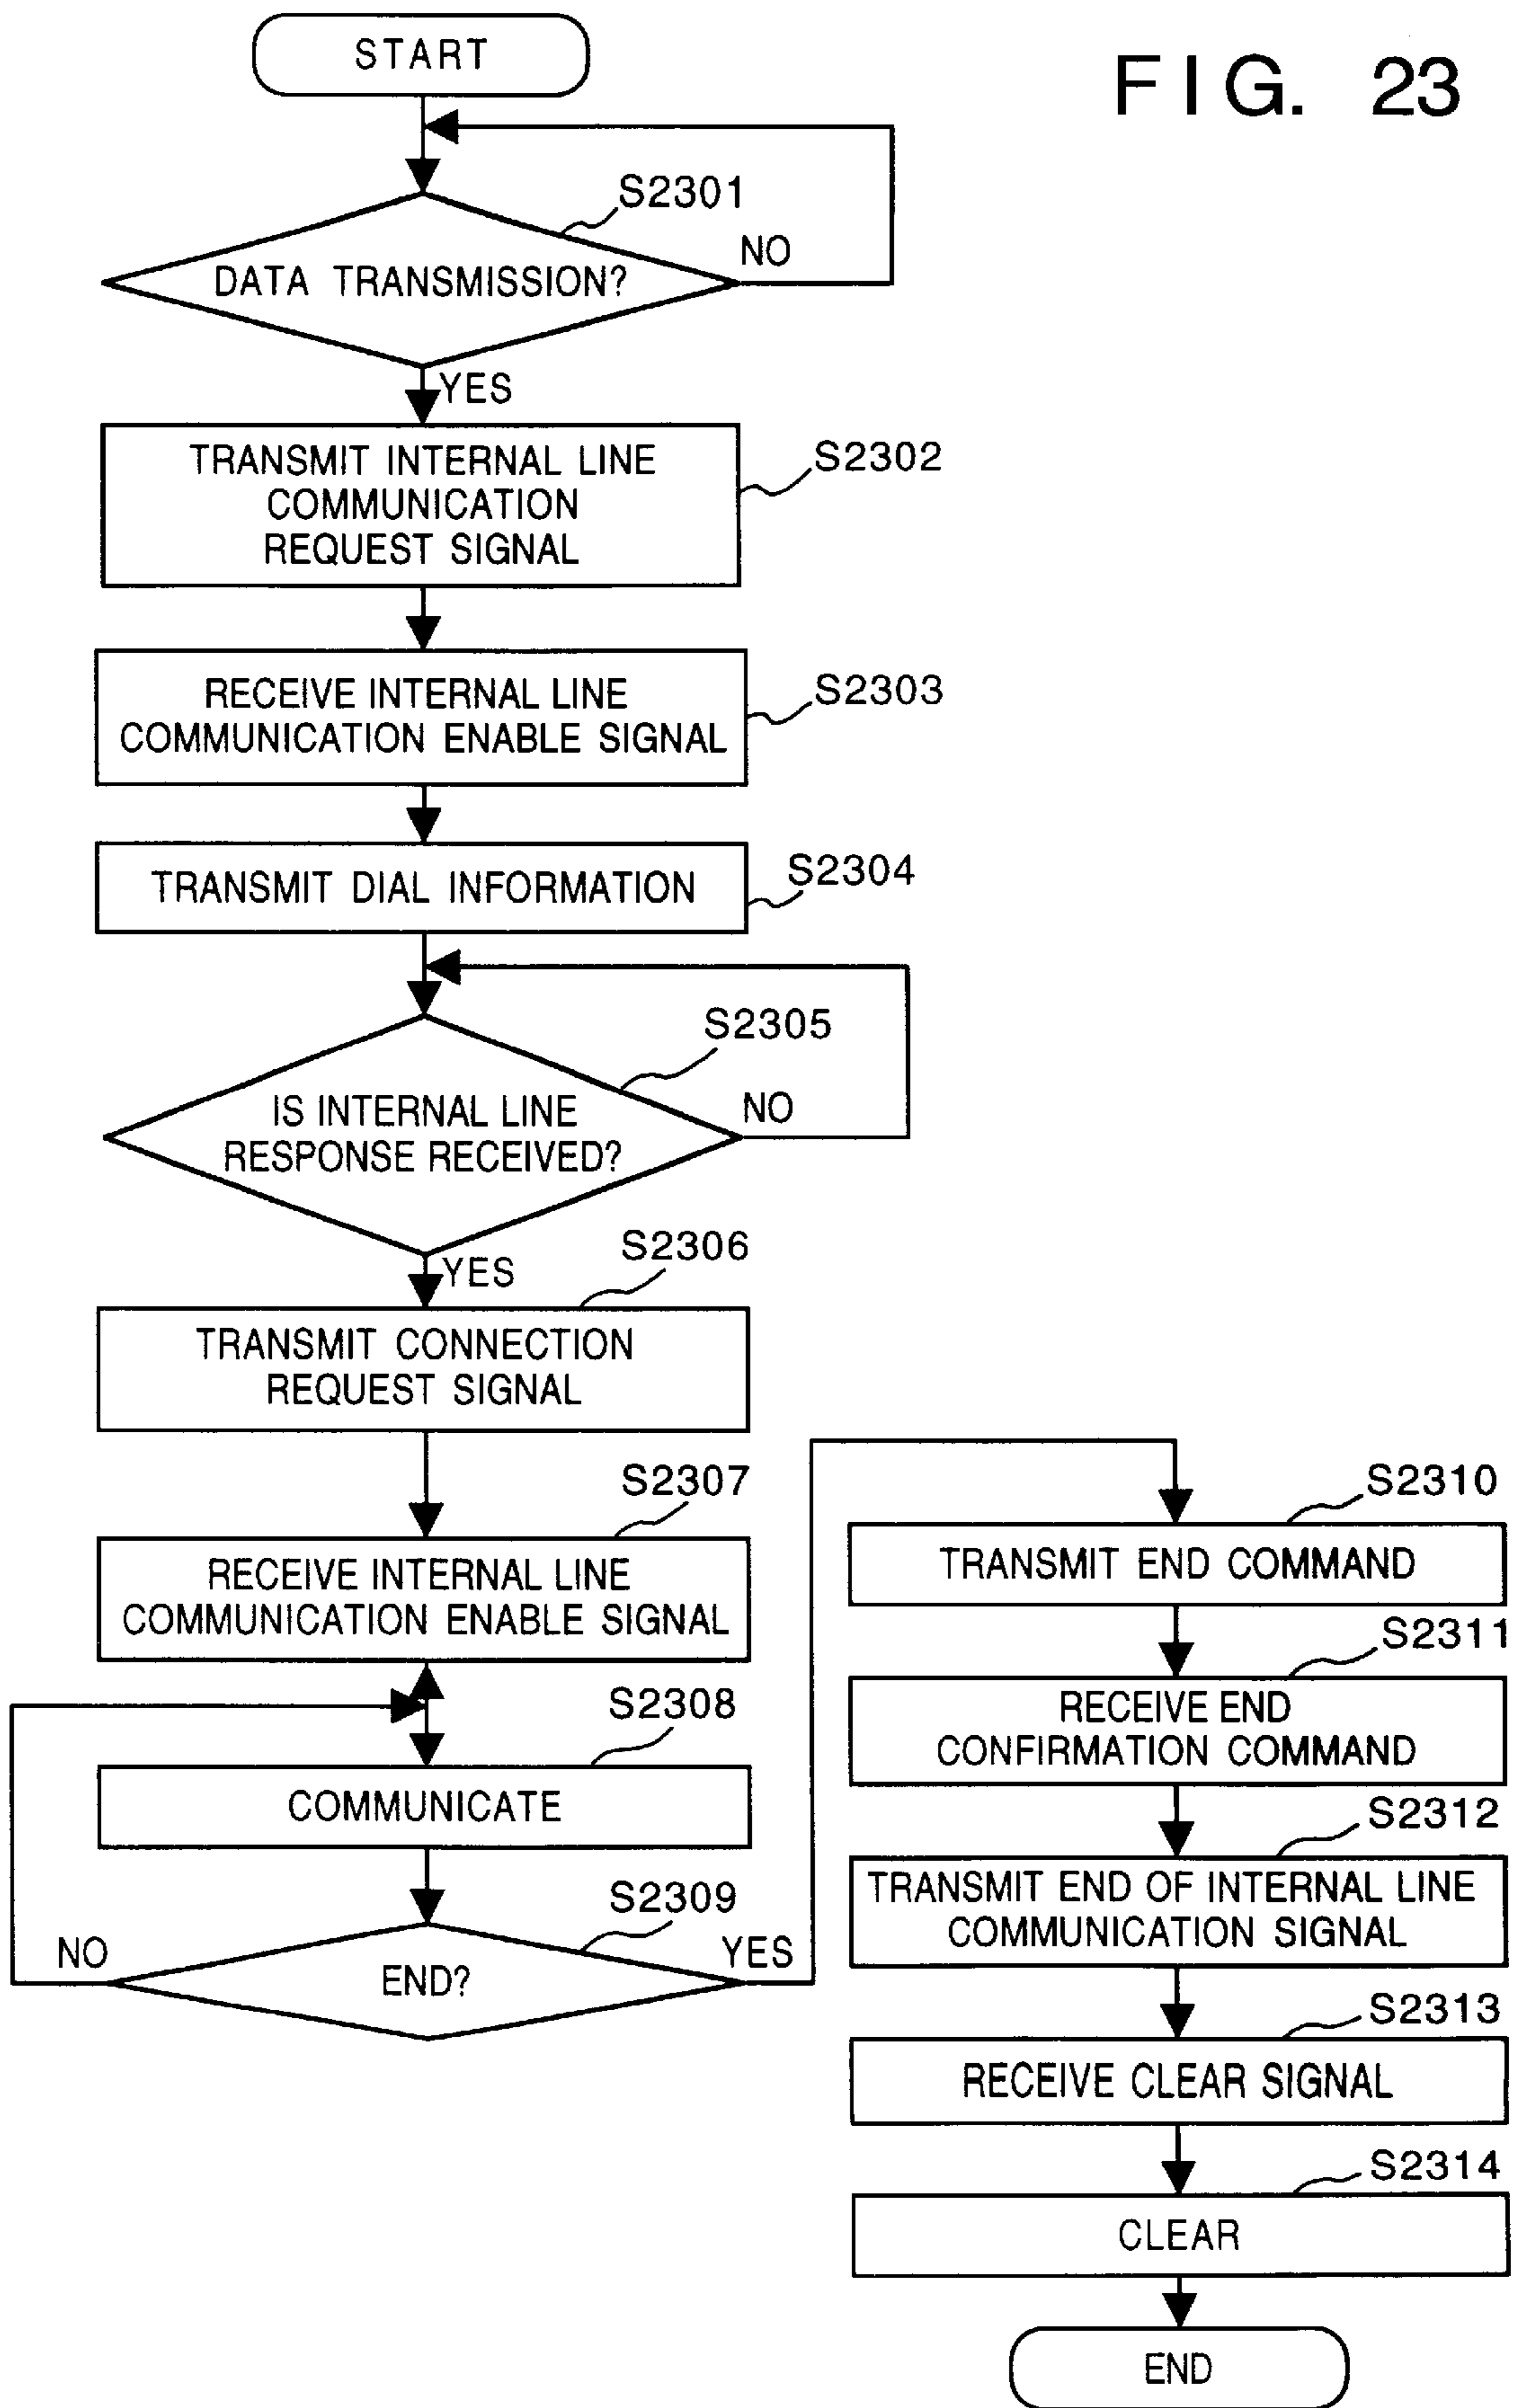 FIG. 23
START
S2301
DATA TRANSMISSION?
NO
YES
TRANSMIT INTERNAL LINE
COMMUNICATION
REQUEST SIGNAL
S2302
RECEIVE INTERNAL LINE
COMMUNICATION ENABLE SIGNAL
S2303
TRANSMIT DIAL INFORMATION
S2304
S2305
IS INTERNAL LINE
RESPONSE RECEIVED?
NO
YES
S2306
TRANSMIT CONNECTION
REQUEST SIGNAL
S2307
RECEIVE INTERNAL LINE
COMMUNICATION ENABLE SIGNAL
S2308
COMMUNICATE
S2309
END?
NO
YES
S2310
TRANSMIT END COMMAND
S2311
RECEIVE END
CONFIRMATION COMMAND
S2312
TRANSMIT END OF INTERNAL LINE
COMMUNICATION SIGNAL
S2313
RECEIVE CLEAR SIGNAL
S2314
CLEAR
END